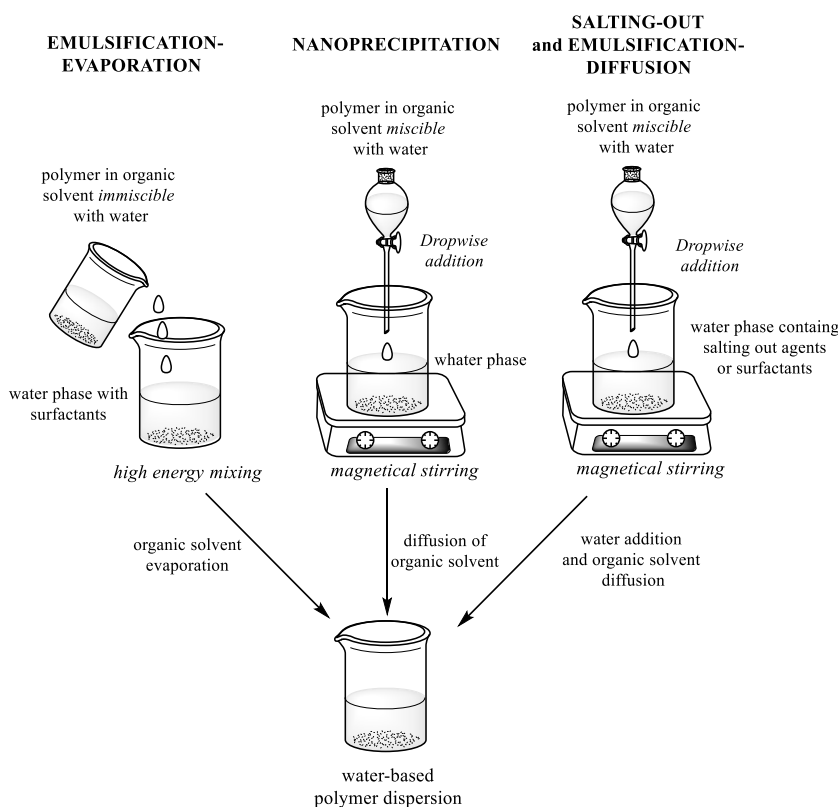 EMULSIFICATION-
EVAPORATION
polymer in organic
solvent immiscible
with water
water phase with
surfactants
high energy mixing
organic solvent
evaporation
NANOPRECIPITATION
polymer in organic
solvent miscible
with water
Dropwise
addition
whater phase
magnetical stirring
diffusion of
organic solvent
SALTING-OUT
and EMULSIFICATION-
DIFFUSION
polymer in organic
solvent miscible
with water
Dropwise
addition
water phase containg
salting out agents
or surfactants
magnetical stirring
water addition
and organic solvent
diffusion
water-based
polymer dispersion